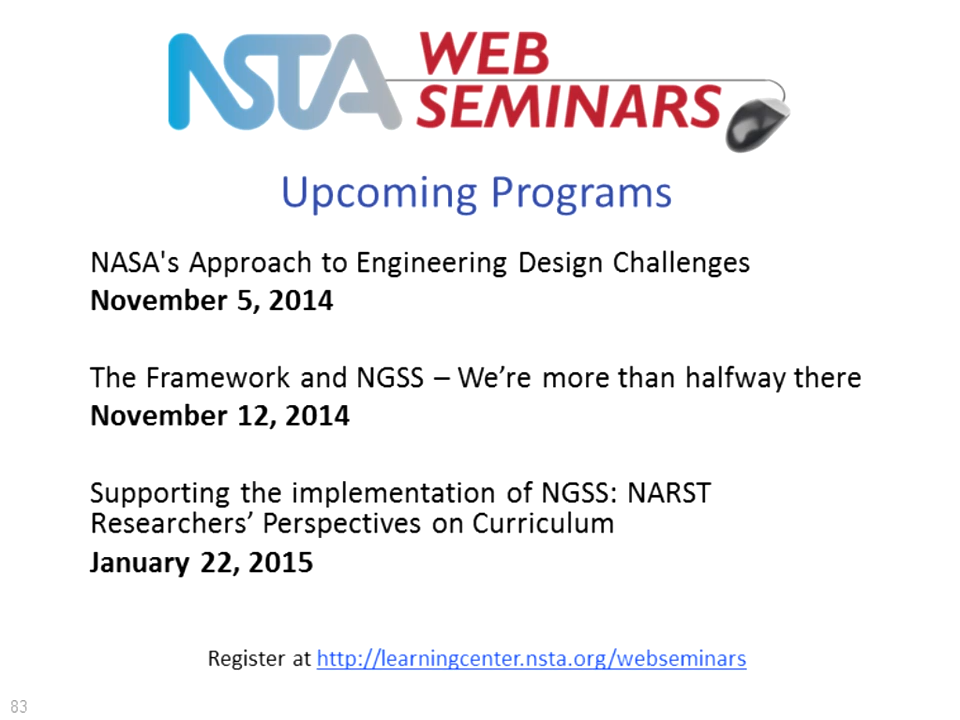 NSTA WEB
SEMINARS
Upcoming Programs
NASA's Approach to Engineering Design Challenges
November 5, 2014
The Framework and NGSS – We’re more than halfway there
November 12, 2014
Supporting the implementation of NGSS: NARST
Researchers’ Perspectives on Curriculum
January 22, 2015
Register at http://learningcenter.nsta.org/webseminars
83